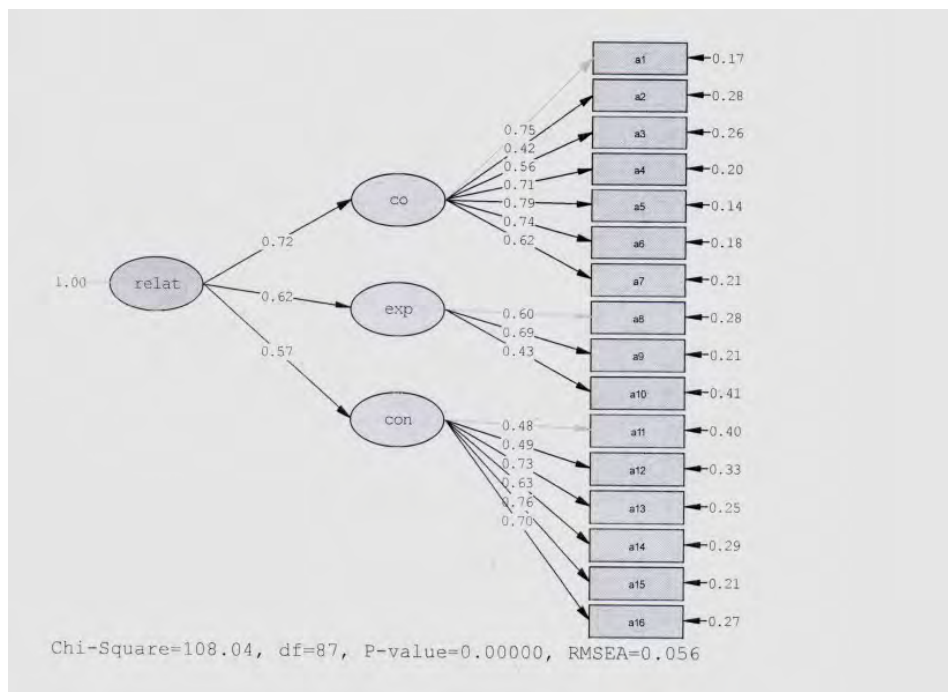 a1 0.17
a2 0.28
0.75
0.42 a3 0.26
0.56
0.71 a4 0.20
co 0.79 a5 0.14
0.74
0.72 0.62 a6 0.18
1.00 relat a7 0.21
0.62 exp 0.60 a8 0.28
0.69
0.57 0.43 a9 0.21
a10 0.41
con 0.48 a11 0.40
0.49
0.73 a12 0.33
0.63
0.76 a13 0.25
0.70
a14 0.29
a15 0.21
a16 0.27
Chi-Square=108.04, df=87, P-value=0.00000, RMSEA=0.056